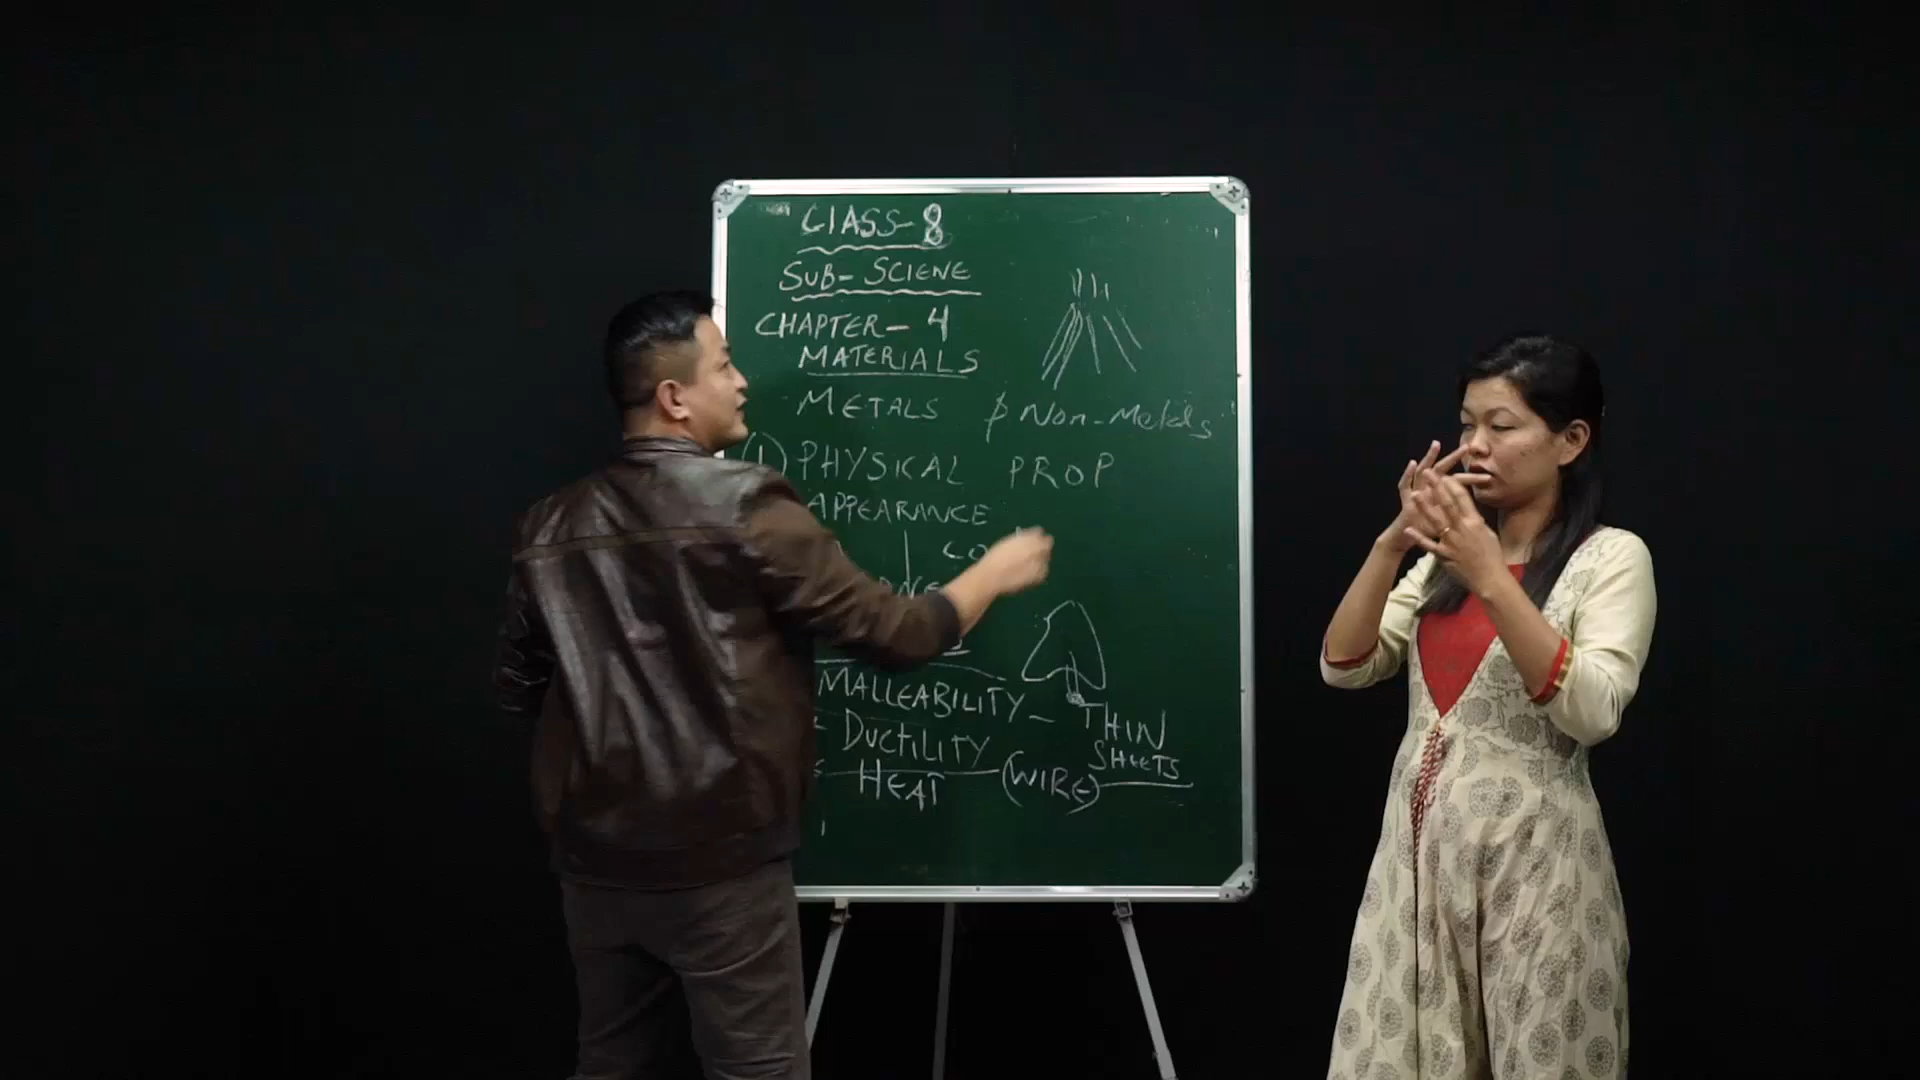 CLASS-8
SUB-SCIENE
CHAPTER-4
MATERIALS
METALS & Non-Metals
(1) PHYSICAL PROP
APPEARANCE
MALLEABILITY- THIN
SHEETS
DUCTILITY
(WIRE)
HEAT